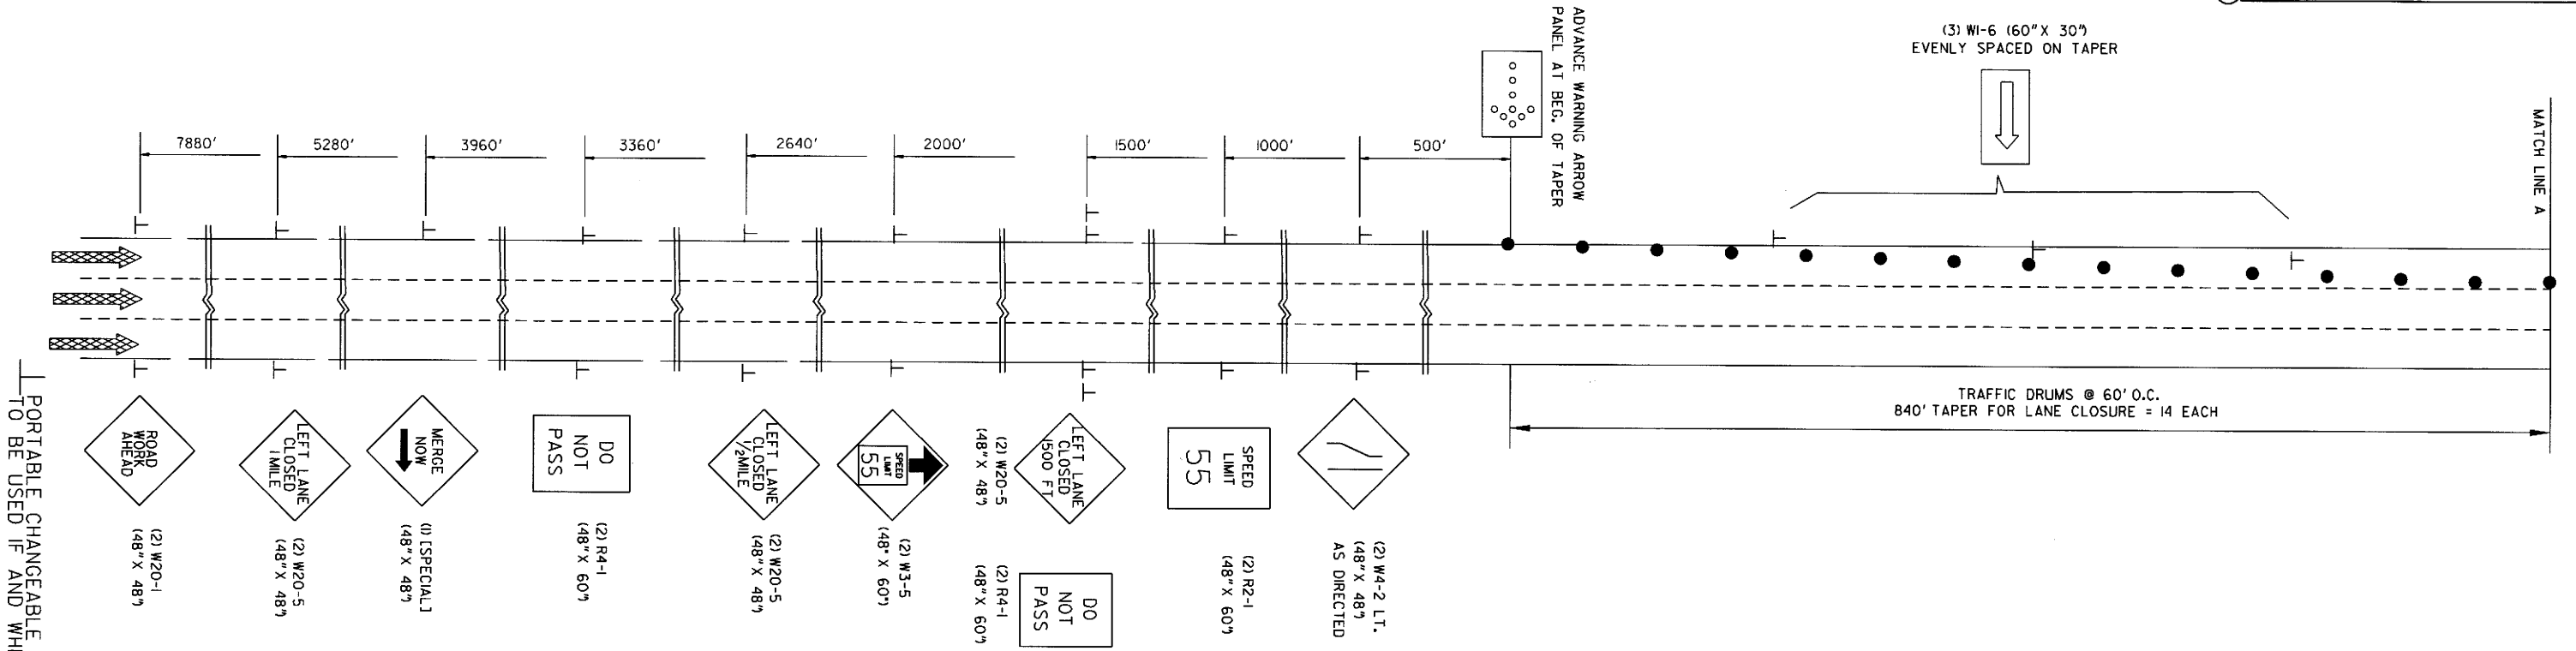 ADVANCE WARNING ARROW
PANEL AT BEG. OF TAPER
(3) W1-6 (60" X 30")
EVENLY SPACED ON TAPER
MATCH LINE A
7880'
5280'
3960'
3360'
2640'
2000'
1500'
1000'
500'
TRAFFIC DRUMS @ 60' O.C.
840' TAPER FOR LANE CLOSURE = 14 EACH
PORTABLE CHANGEABLE
TO BE USED IF AND
ROAD
WORK
AHEAD
(2) W20-1
(48" X 48")
LEFT LANE
CLOSED
1 MILE
(2) W20-5
(48" X 48")
MERGE
NOW
(1) [SPECIAL]
(48" X 48")
DO
NOT
PASS
(2) R4-1
(48" X 60")
LEFT LANE
CLOSED
1/2 MILE
(2) W20-5
(48" X 48")
SPEED
LIMIT
55
(2) W3-5
(48" X 60")
LEFT LANE
CLOSED
1500 FT
(2) W20-5
(48" X 48")
DO
NOT
PASS
(2) R4-1
(48" X 60")
SPEED
LIMIT
55
(2) R2-1
(48" X 60")
(2) W4-2 LT.
(48" X 48")
AS DIRECTED